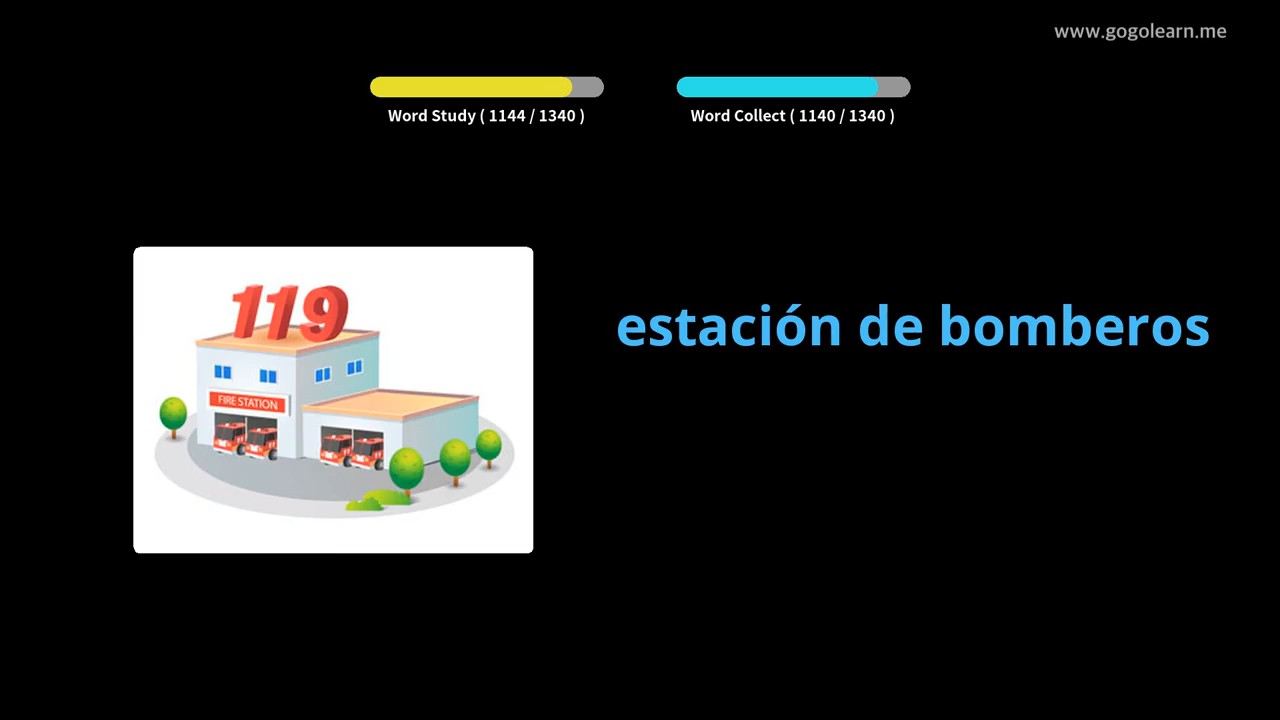 www.gogolearn.me
Word Study ( 1144 / 1340 )
Word Collect ( 1140 / 1340 )
119
FIRE STATION
estación de bomberos